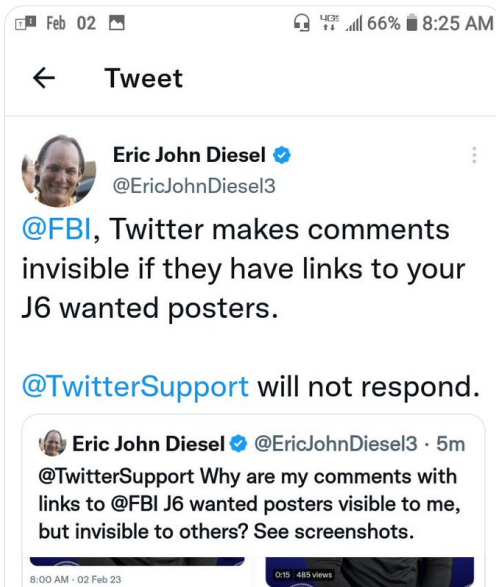 Feb 02 4G 66% 8:25 AM
Tweet
Eric John Diesel
@EricJohnDiesel3
@FBI, Twitter makes comments
invisible if they have links to your
J6 wanted posters.
@TwitterSupport will not respond.
Eric John Diesel @EricJohnDiesel3 · 5m
@TwitterSupport Why are my comments with
links to @FBI J6 wanted posters visible to me,
but invisible to others? See screenshots.
8:00 AM · 02 Feb 23
0:15 485 views